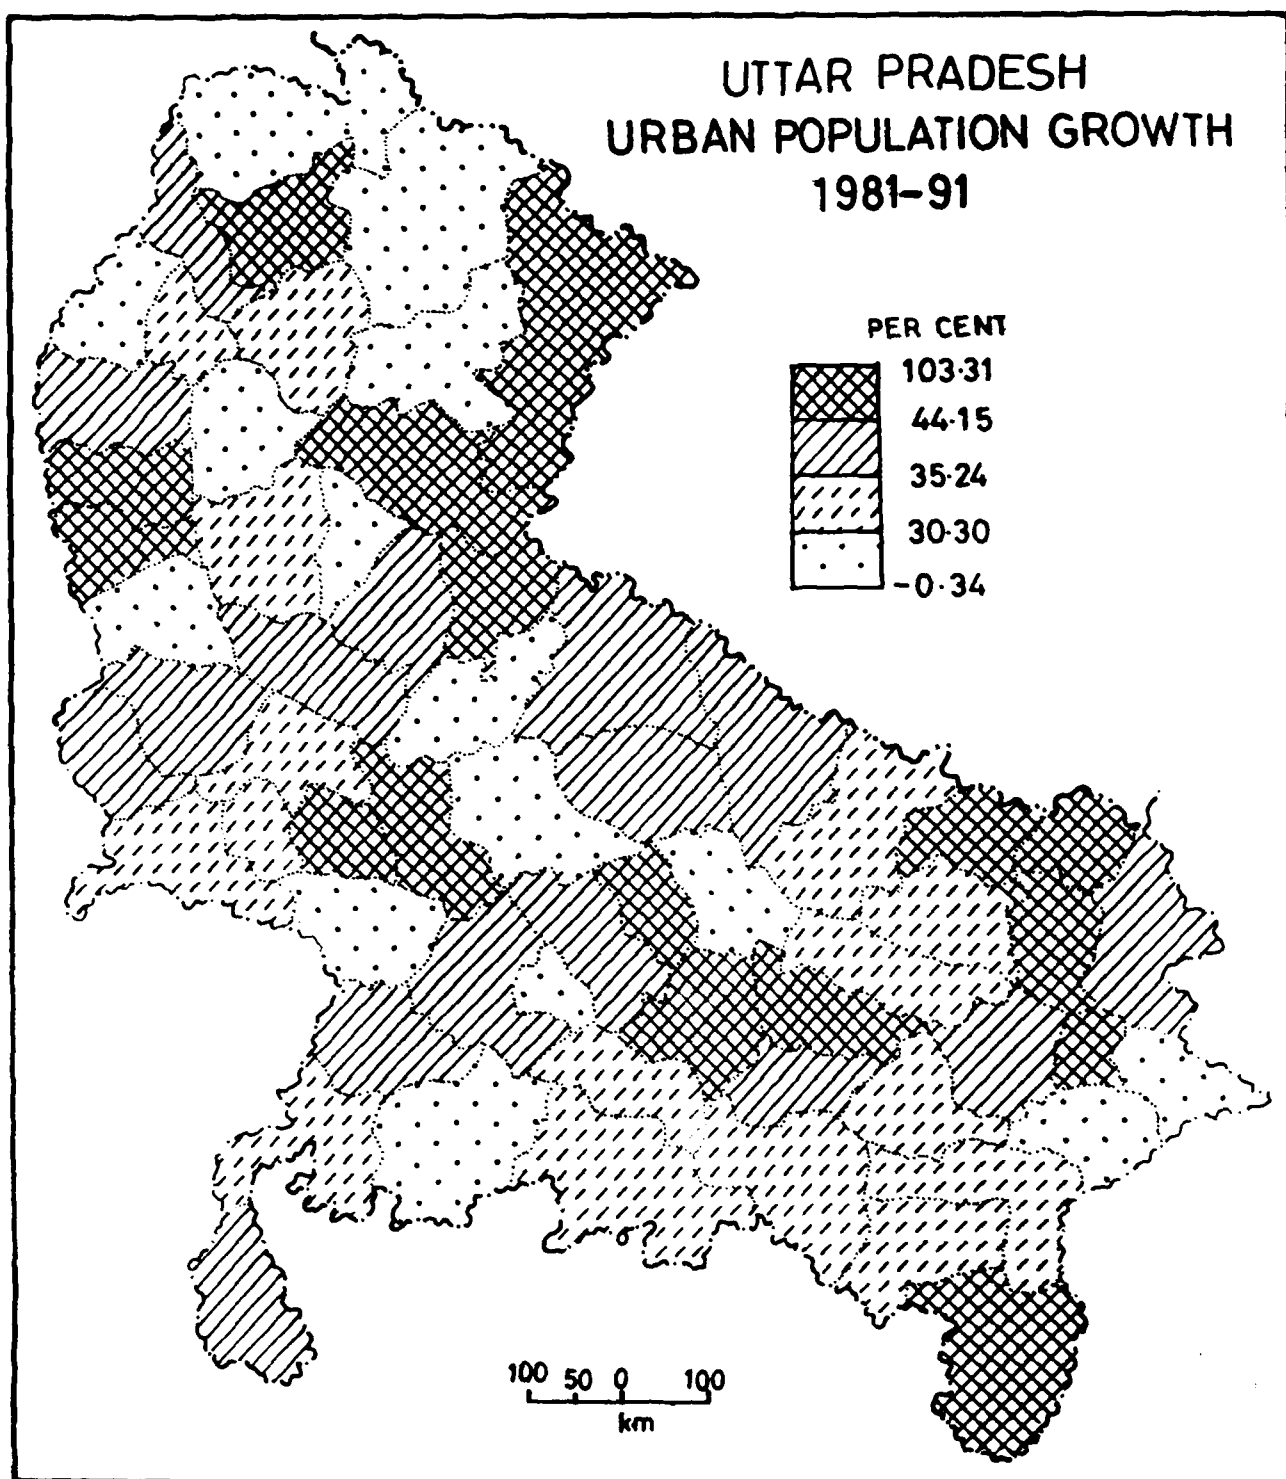 UTTAR PRADESH
URBAN POPULATION GROWTH
1981-91
PER CENT
103·31
44·15
35·24
30·30
-0·34
100 50 0 100
km